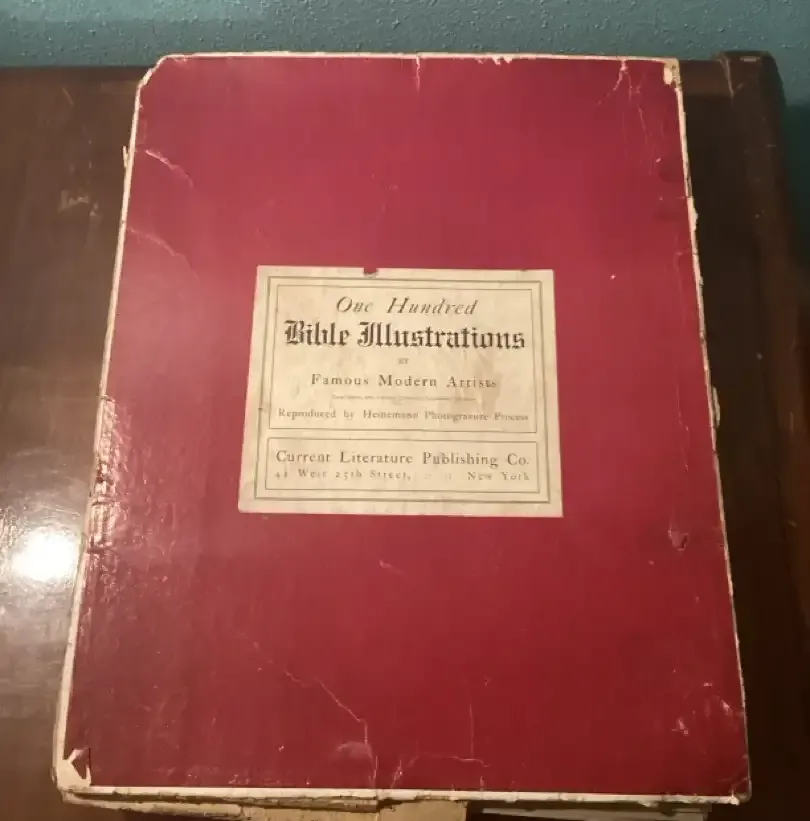 One Hundred
Bible Illustrations
BY
Famous Modern Artists
Reproduced by Heinemann Photogravure Process
Current Literature Publishing Co.
West 25th Street, New York